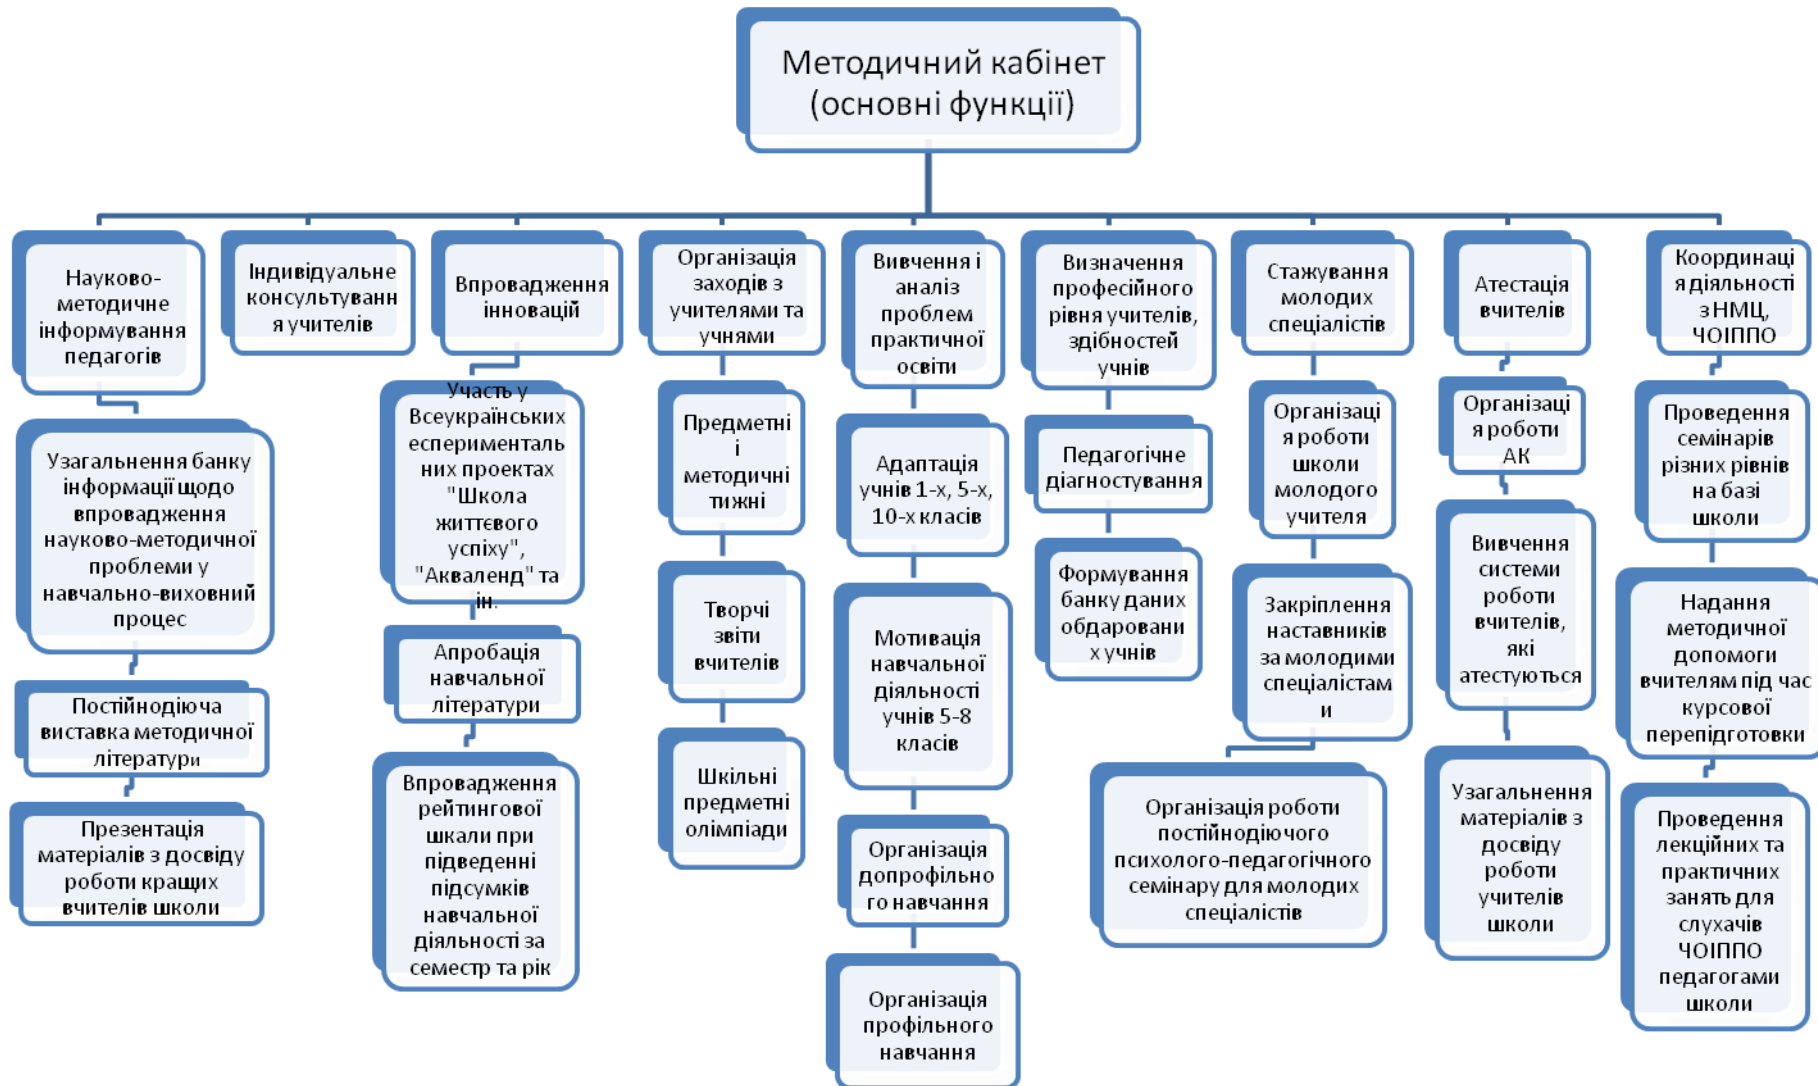 Методичний кабінет
(основні функції)
Науково-
методичне
інформування
педагогів
Узагальнення банку
інформації щодо
впровадження
науково-методичної
проблеми у
навчально-виховний
процес
Постійнодіюча
виставка методичної
літератури
Презентація
матеріалів з досвіду
роботи кращих
вчителів школи
Індивідуальне
консультуванн
я учителів
Впровадження
інновацій
Участь у
Всеукраїнських
есперименталь
них проектах
"Школа
життєвого
успіху",
"Акваленд" та
ін.
Апробація
навчальної
літератури
Впровадження
рейтингової
шкали при
підведенні
підсумків
навчальної
діяльності за
семестр та рік
Організація
заходів з
учителями та
учнями
Предметні
і
методичні
тижні
Творчі
звіти
вчителів
Шкільні
предметні
олімпіади
Вивчення і
аналіз
проблем
практичної
освіти
Адаптація
учнів 1-х, 5-х,
10-х класів
Мотивація
навчальної
діяльності
учнів 5-8
класів
Організація
допрофільно
го навчання
Організація
профільного
навчання
Визначення
професійного
рівня учителів,
здібностей
учнів
Педагогічне
діагностування
Формування
банку даних
обдаровани
х учнів
Стажування
молодих
спеціалістів
Організаці
я роботи
школи
молодого
учителя
Закріплення
наставників
за молодими
спеціалістам
и
Організація роботи
постійнодіючого
психолого-педагогічного
семінару для молодих
спеціалістів
Атестація
вчителів
Організаці
я роботи
АК
Вивчення
системи
роботи
вчителів,
які
атестуються
Узагальнення
матеріалів з
досвіду
роботи
учителів
школи
Координаці
я діяльності
з НМЦ,
ЧОІППО
Проведення
семінарів
різних рівнів
на базі
школи
Надання
методичної
допомоги
вчителям під час
курсової
перепідготовки
Проведення
лекційних та
практичних
занять для
слухачів
ЧОІППО
педагогами
школи